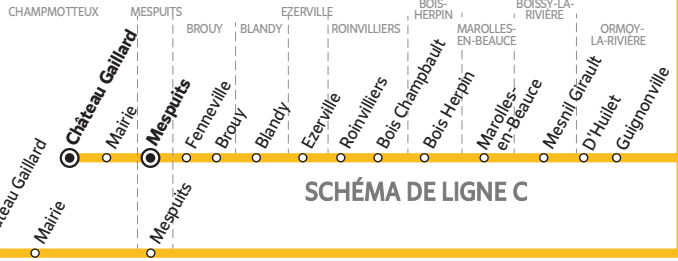 CHAMPMOTTEUX
MESPUITS
BROUY
BLANDY
EZERVILLE
ROINVILLIERS
BOIS-
HERPIN
MAROLLES-
EN-BEAUCE
BOISSY-LA-
RIVIÈRE
ORMOY-
LA-RIVIÈRE
Château Gaillard
Mairie
Mespuits
Fenneville
Brouy
Blandy
Ezerville
Roinvilliers
Bois Champbault
Bois Herpin
Marolles-
en-Beauce
Mesnil Girault
D'Huilet
Guignonville
SCHÉMA DE LIGNE C
Gaillard
Mairie
Mespuits